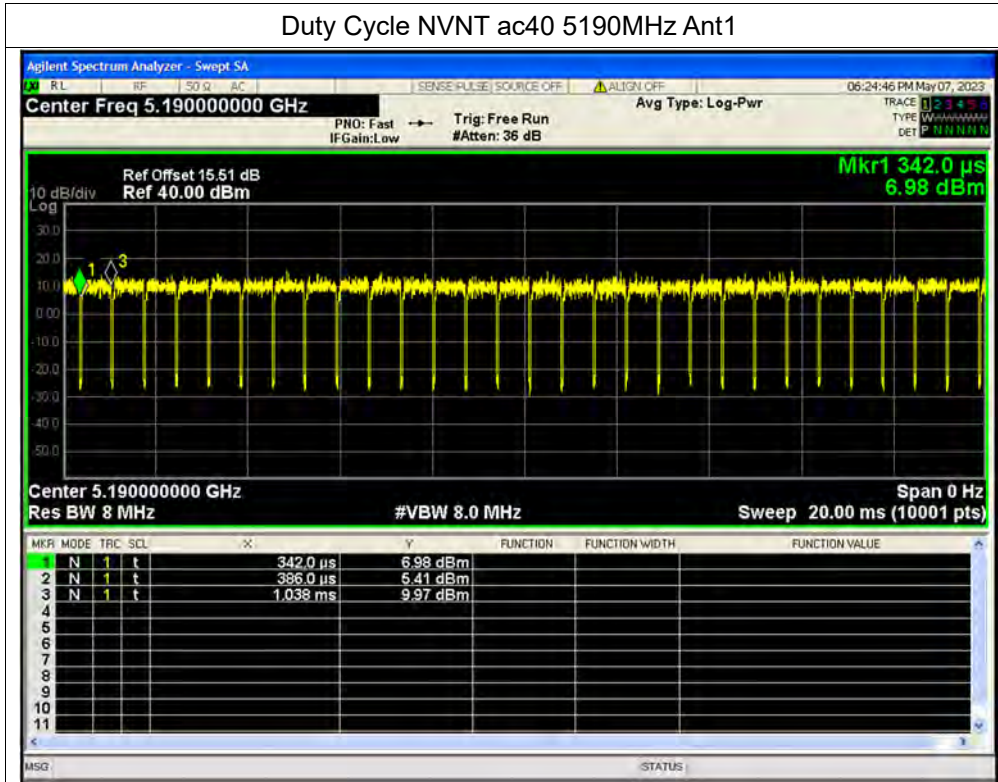 Duty Cycle NVNT ac40 5190MHz Ant1
Agilent Spectrum Analyzer - Swept SA
LXI RL RF 50 Ω AC SENSE:PULSE SOURCE OFF ALIGN OFF 06:24:46 PM May 07, 2023
Center Freq 5.190000000 GHz Avg Type: Log-Pwr TRACE 1 2 3 4 5 6
PNO: Fast Trig: Free Run TYPE W
IFGain:Low #Atten: 36 dB DET P N N N N N
Mkr1 342.0 µs
Ref Offset 15.51 dB
10 dB/div Ref 40.00 dBm 6.98 dBm
Log
30.0
20.0
1 3
10.0
0.00
-10.0
-20.0
-30.0
-40.0
-50.0
Center 5.190000000 GHz Span 0 Hz
Res BW 8 MHz #VBW 8.0 MHz Sweep 20.00 ms (10001 pts)
MKR MODE TRC SCL X Y FUNCTION FUNCTION WIDTH FUNCTION VALUE
1 N 1 t 342.0 µs 6.98 dBm
2 N 1 t 386.0 µs 5.41 dBm
3 N 1 t 1.038 ms 9.97 dBm
4
5
6
7
8
9
10
11
MSG STATUS